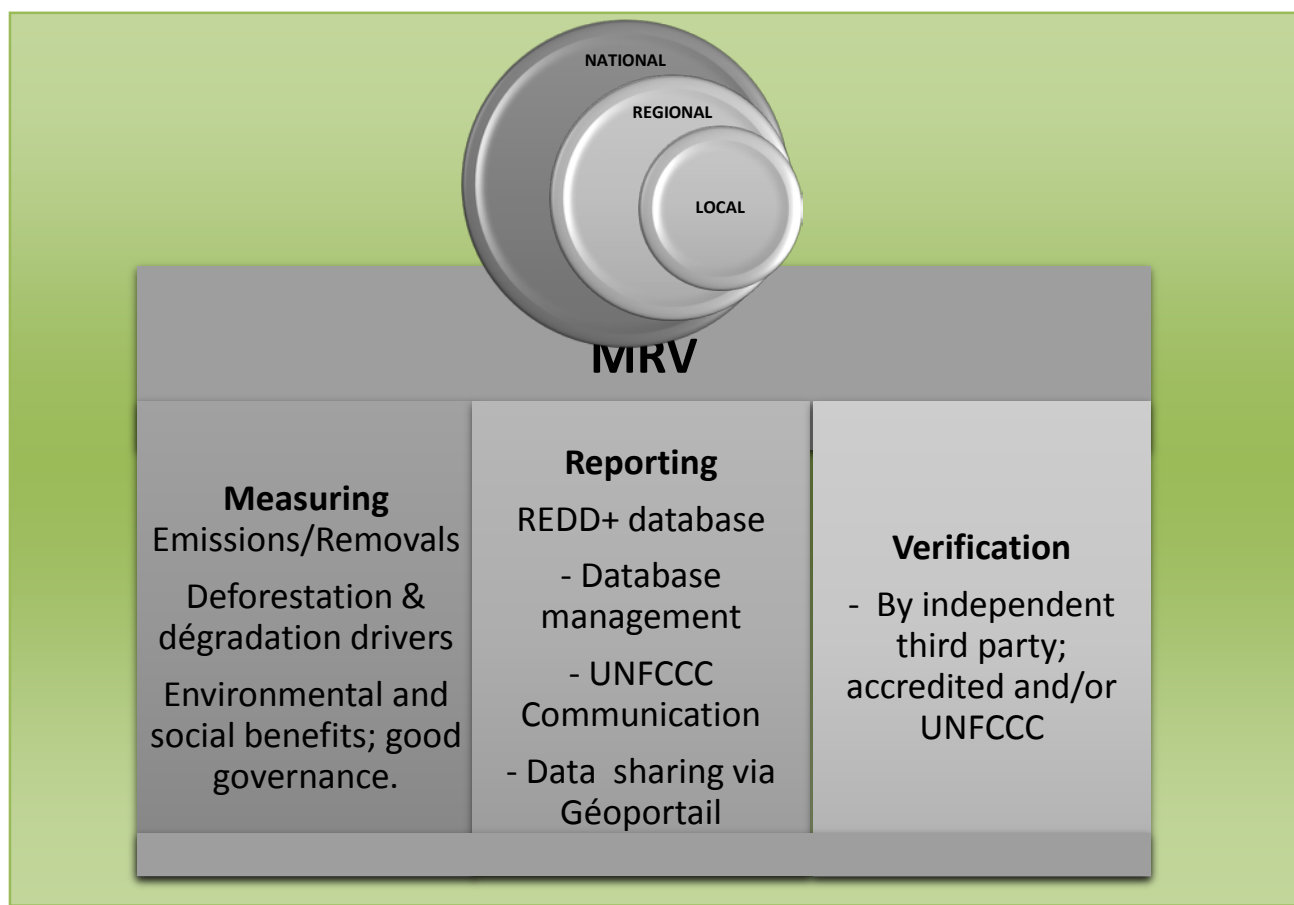 NATIONAL
REGIONAL
LOCAL
MRV
Measuring
Emissions/Removals
Deforestation &
dégradation drivers
Environmental and
social benefits; good
governance.
Reporting
REDD+ database
- Database
management
- UNFCCC
Communication
- Data sharing via
Géoportail
Verification
- By independent
third party;
accredited and/or
UNFCCC